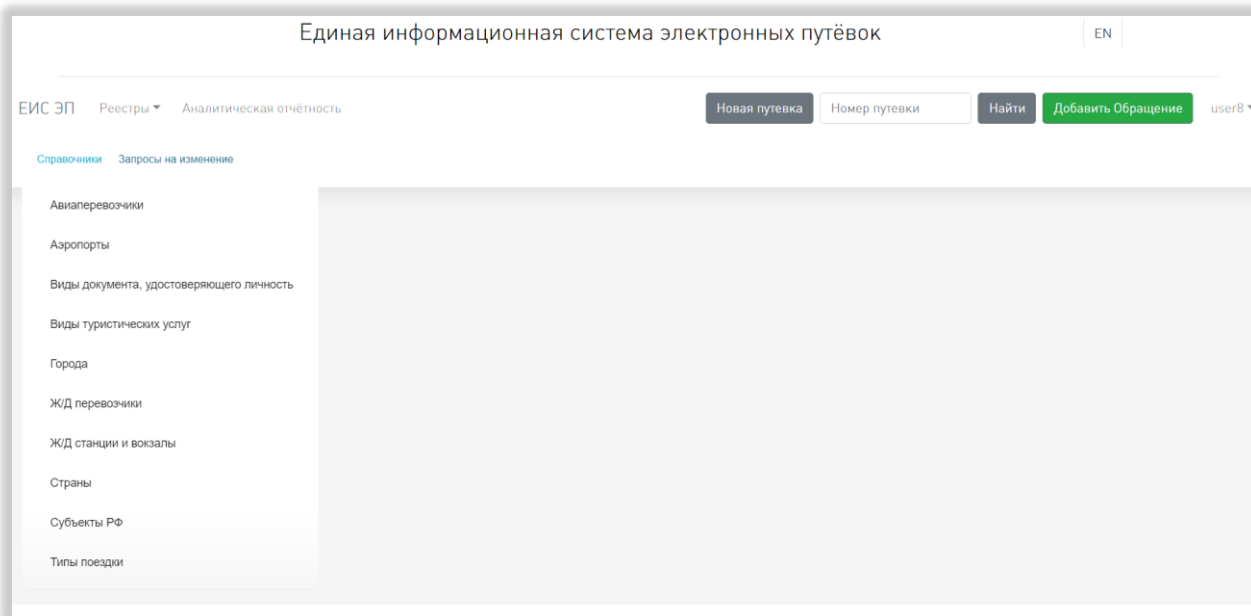 Единая информационная система электронных путёвок
EN
ЕИС ЭП Реестры Аналитическая отчётность Новая путевка Номер путевки Найти Добавить Обращение user8
Справочники Запросы на изменение
Авиаперевозчики
Аэропорты
Виды документа, удостоверяющего личность
Виды туристических услуг
Города
Ж/Д перевозчики
Ж/Д станции и вокзалы
Страны
Субъекты РФ
Типы поездки